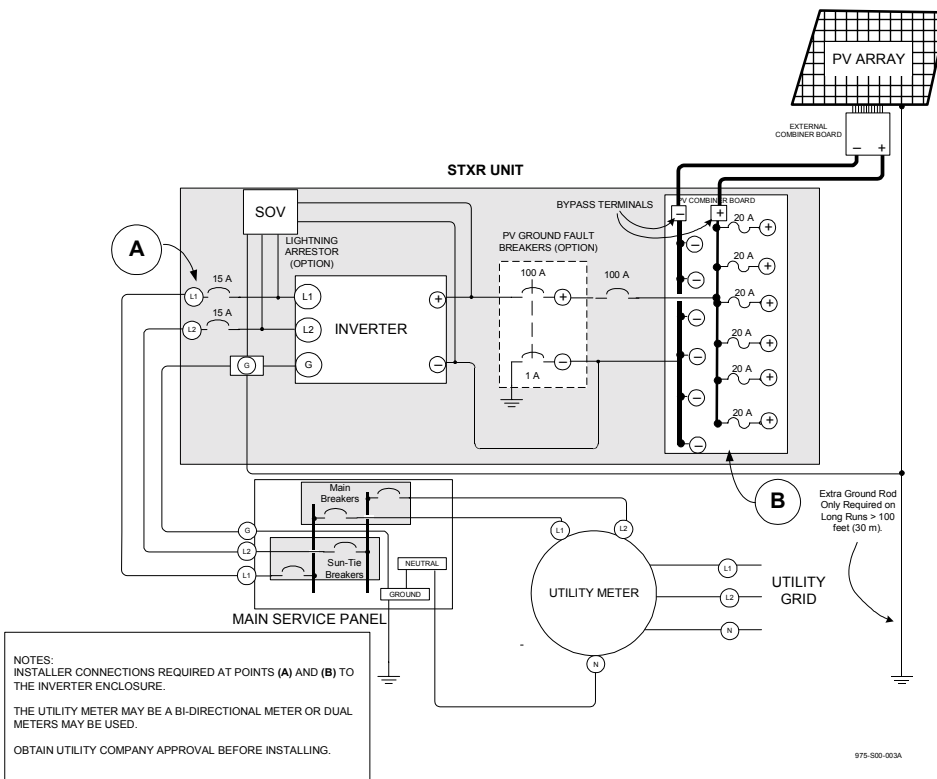 PV ARRAY
EXTERNAL
COMBINER BOARD
–
+
STXR UNIT
A
SOV
LIGHTNING
ARRESTOR
(OPTION)
15 A
L1
15 A
L2
G
L1
L2
G
INVERTER
+
–
PV GROUND FAULT
BREAKERS (OPTION)
100 A
+
–
1 A
100 A
BYPASS TERMINALS
PV COMBINER BOARD
–
+
20 A
+
–
20 A
+
–
20 A
+
–
20 A
+
–
20 A
+
–
20 A
+
–
B
Extra Ground Rod
Only Required on
Long Runs > 100
feet (30 m).
Main
Breakers
Sun-Tie
Breakers
G
L2
L1
NEUTRAL
GROUND
MAIN SERVICE PANEL
L1
L2
UTILITY METER
N
L1
L2
N
UTILITY
GRID
-
NOTES:
INSTALLER CONNECTIONS REQUIRED AT POINTS (A) AND (B) TO
THE INVERTER ENCLOSURE.
THE UTILITY METER MAY BE A BI-DIRECTIONAL METER OR DUAL
METERS MAY BE USED.
OBTAIN UTILITY COMPANY APPROVAL BEFORE INSTALLING.
975-S00-003A